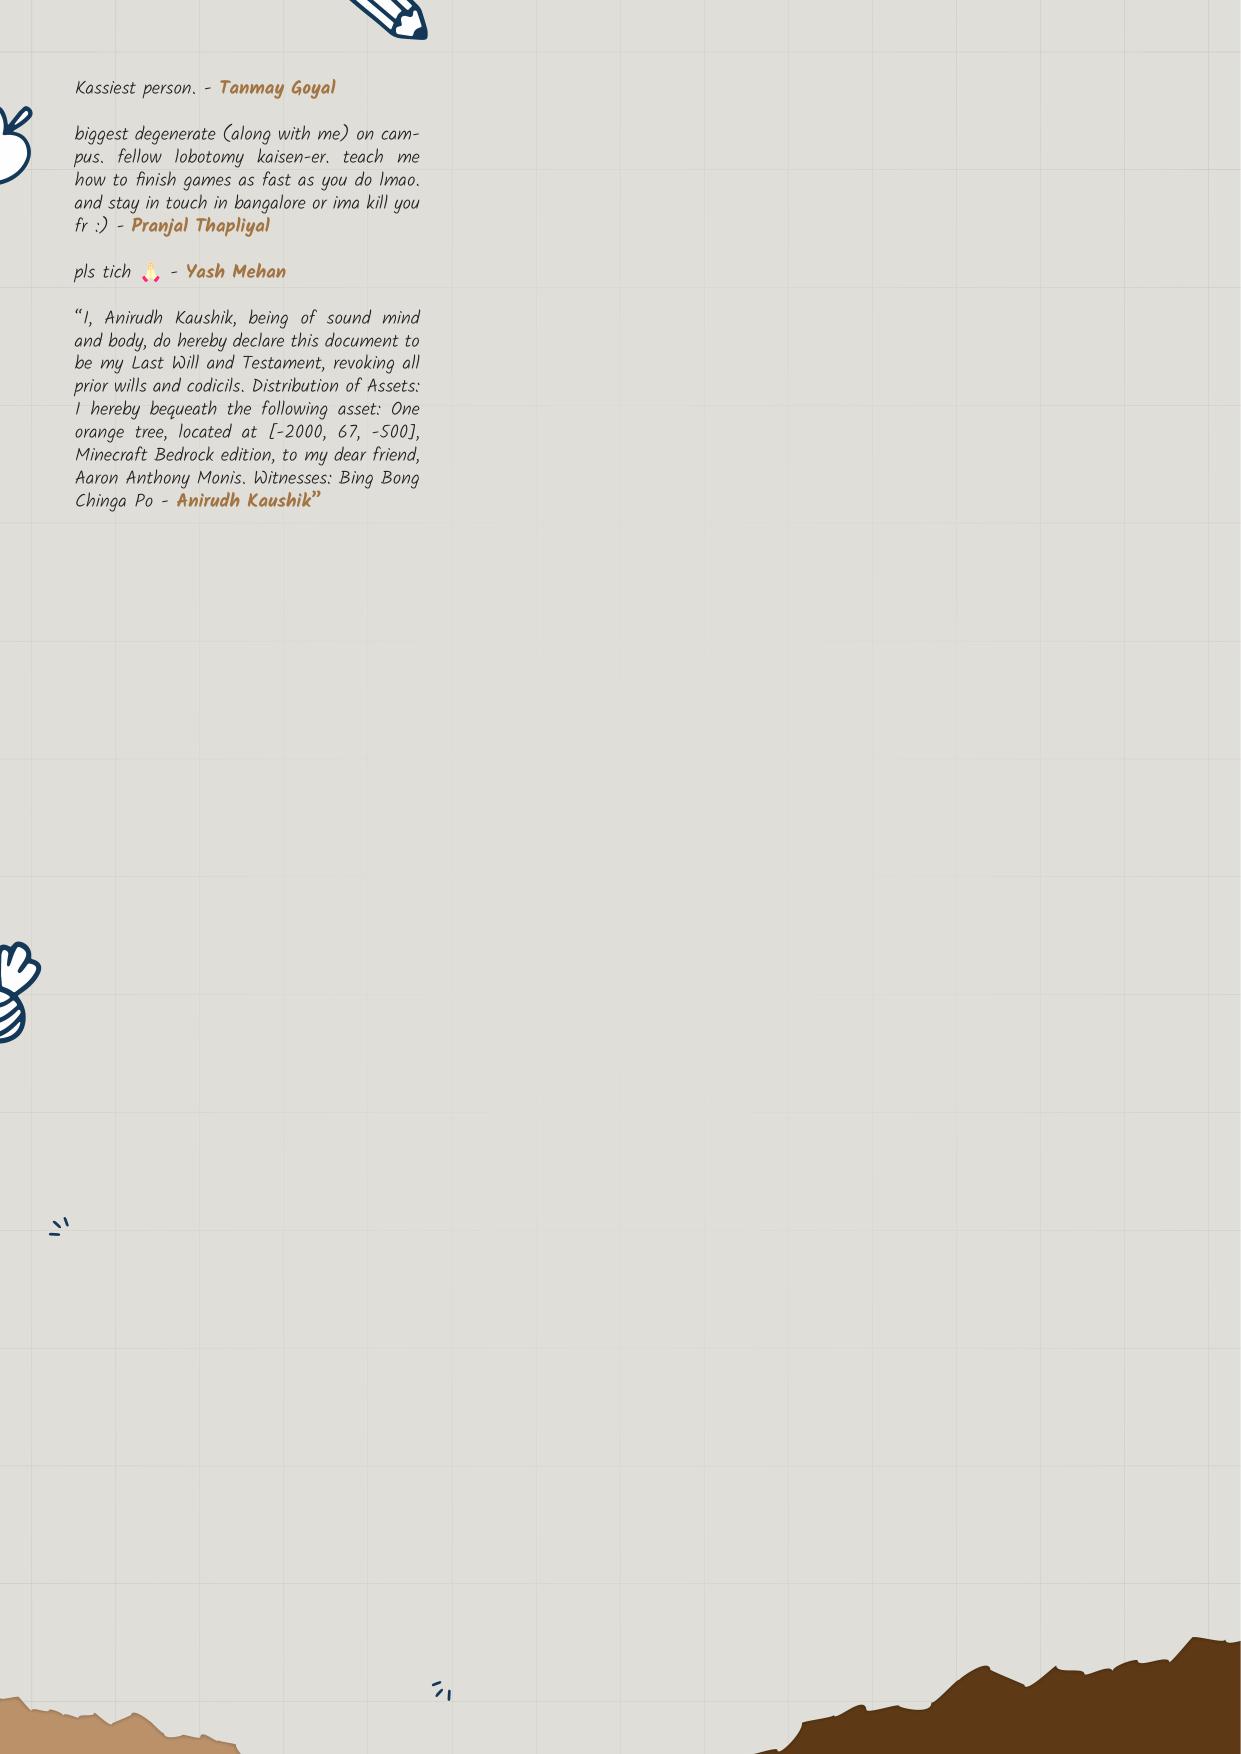 Kassiest person. - Tanmay Goyal
biggest degenerate (along with me) on cam-
pus. fellow lobotomy kaisen-er. teach me
how to finish games as fast as you do lmao.
and stay in touch in bangalore or ima kill you
fr :) - Pranjal Thapliyal
pls tich 🙏🏻 - Yash Mehan
“I, Anirudh Kaushik, being of sound mind
and body, do hereby declare this document to
be my Last Will and Testament, revoking all
prior wills and codicils. Distribution of Assets:
I hereby bequeath the following asset: One
orange tree, located at [-2000, 67, -500],
Minecraft Bedrock edition, to my dear friend,
Aaron Anthony Monis. Witnesses: Bing Bong
Chinga Po - Anirudh Kaushik”